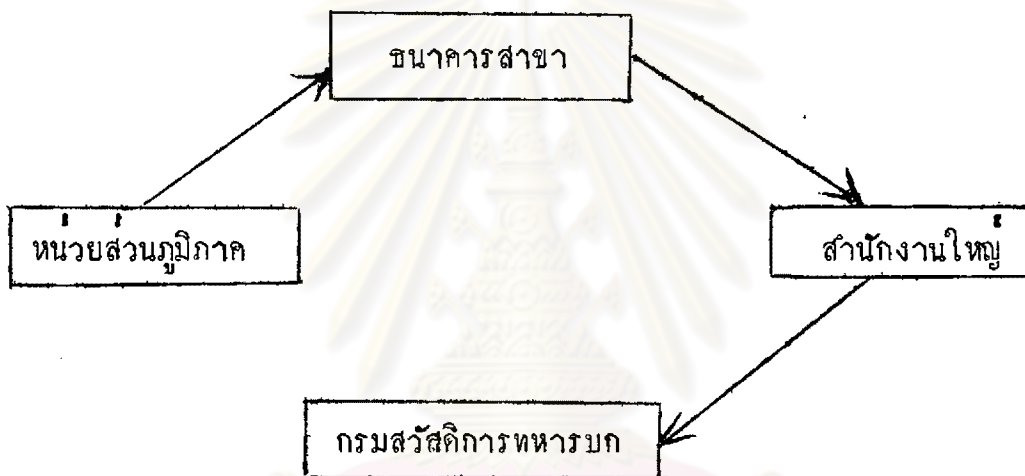 ธนาคารสาขา
หน่วยส่วนภูมิภาค
สำนักงานใหญ่
กรมสวัสดิการทหารบก